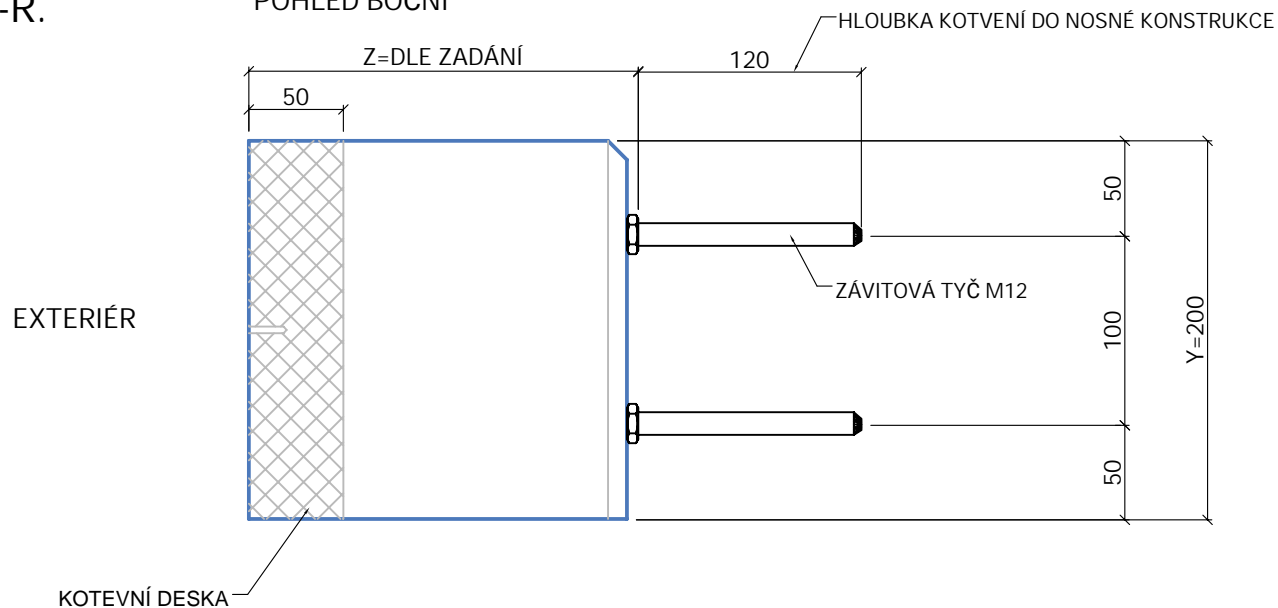 -R.
POHLED BOČNÍ
HLOUBKA KOTVENÍ DO NOSNÉ KONSTRUKCE
Z=DLE ZADÁNÍ
120
50
50
ZÁVITOVÁ TYČ M12
EXTERIÉR
100
Y=200
50
KOTEVNÍ DESKA